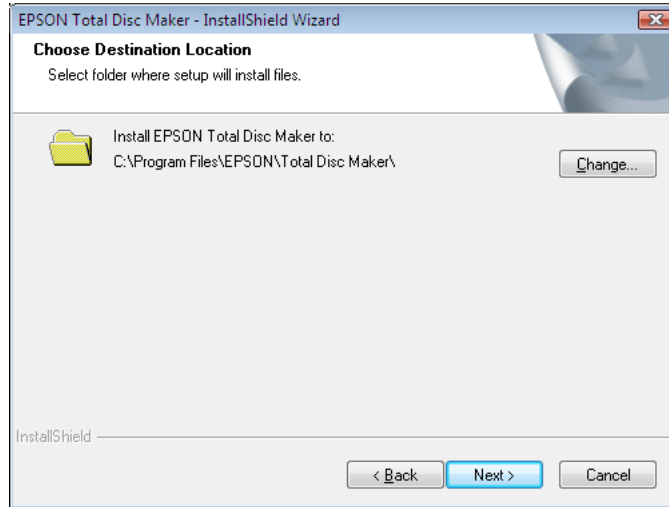 EPSON Total Disc Maker - InstallShield Wizard
Choose Destination Location
Select folder where setup will install files.
Install EPSON Total Disc Maker to:
C:\Program Files\EPSON\Total Disc Maker\
Change...
InstallShield
< Back
Next >
Cancel